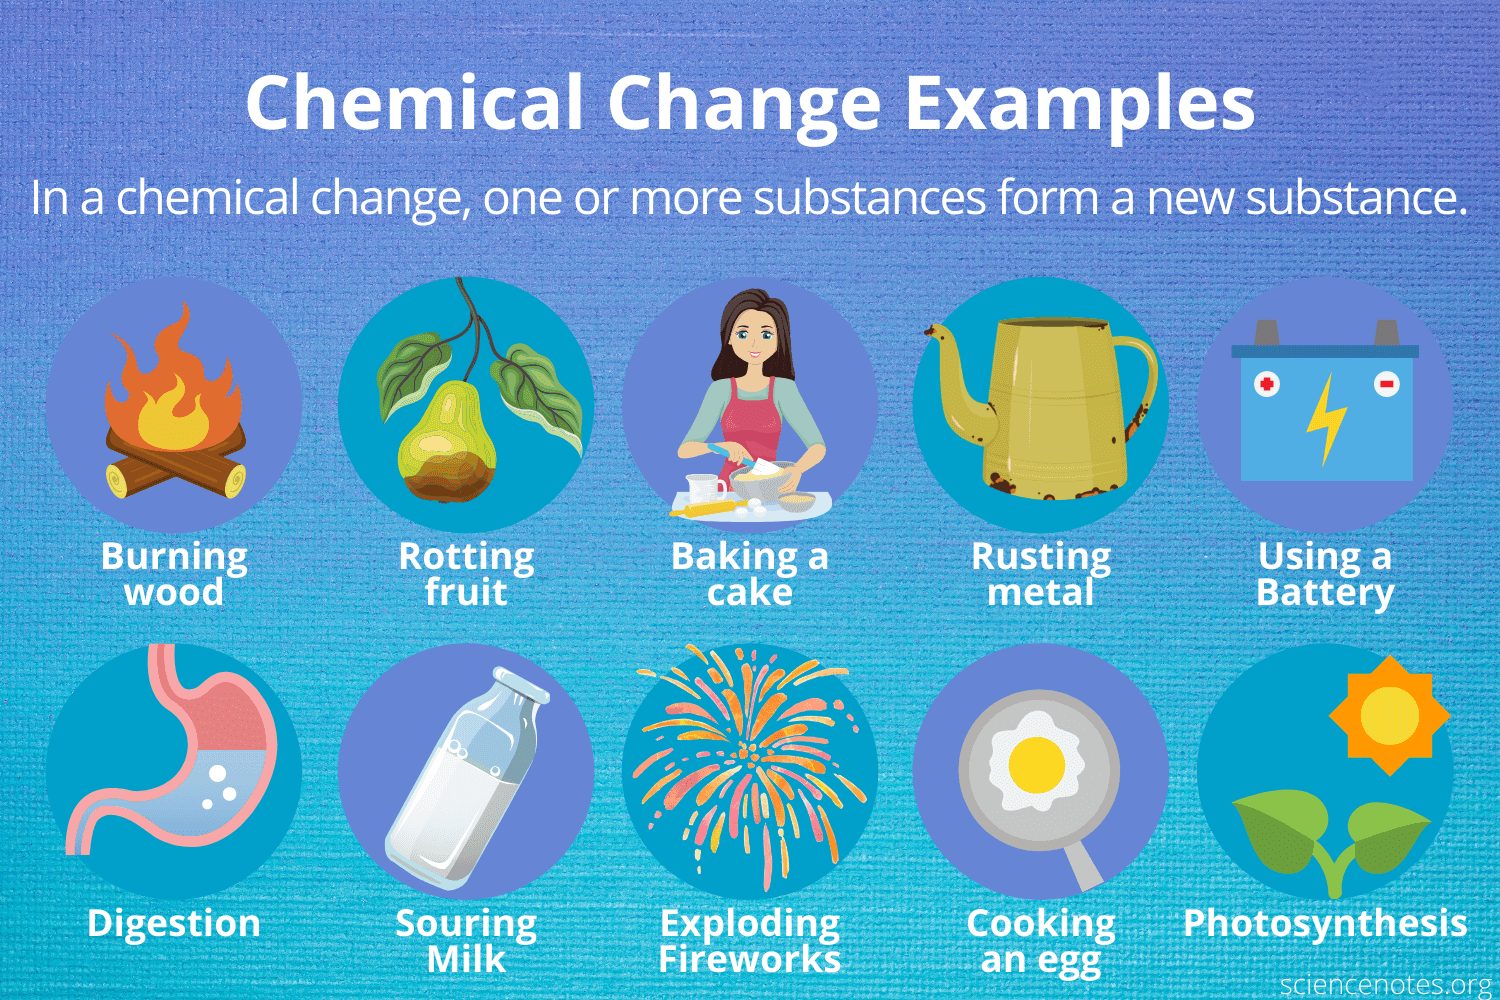 Chemical Change Examples
In a chemical change, one or more substances form a new substance.
Burning
wood
Rotting
fruit
Baking a
cake
Rusting
metal
Using a
Battery
Digestion
Souring
Milk
Exploding
Fireworks
Cooking
an egg
Photosynthesis
sciencenotes.org